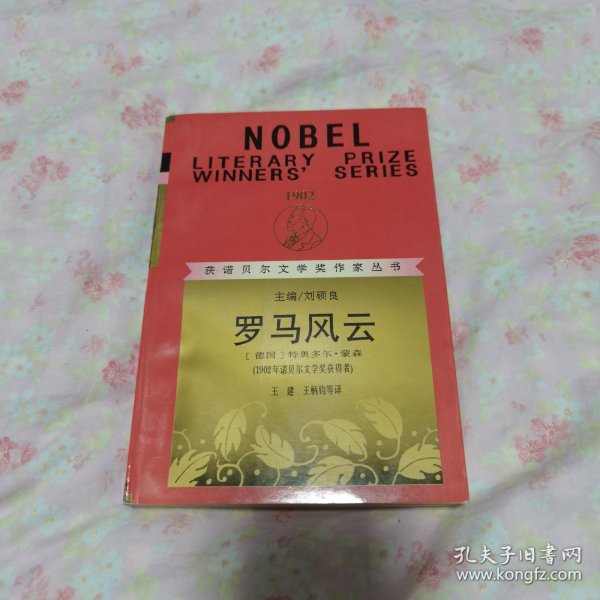 NOBEL
LITERARY PRIZE
WINNERS' SERIES
1902
获诺贝尔文学奖作家丛书
主编/刘硕良
罗马风云
[德国]特奥多尔·蒙森
(1902年诺贝尔文学奖获得者)
王建 王炳钧等译
孔夫子旧书网
www.kongfz.com